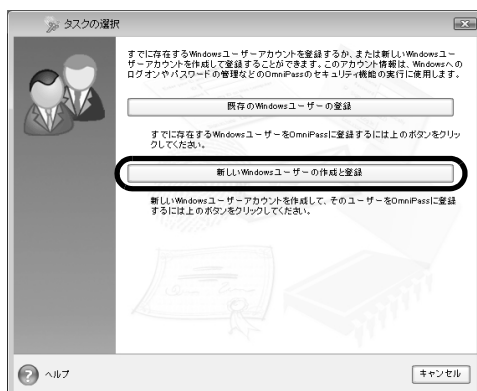 タスクの選択
すでに存在するWindowsユーザーアカウントを登録するか、または新しいWindowsユー
ザーアカウントを作成して登録することができます。このアカウント情報は、Windowsへの
ログオンやパスワードの管理などのOmniPassのセキュリティ機能の実行に使用します。
既存のWindowsユーザーの登録
すでに存在するWindowsユーザーをOmniPassに登録するには上のボタンをクリッ
クしてください。
新しいWindowsユーザーの作成と登録
新しいWindowsユーザーアカウントを作成して、そのユーザーをOmniPassに登録
するには上のボタンをクリックしてください。
ヘルプ
キャンセル